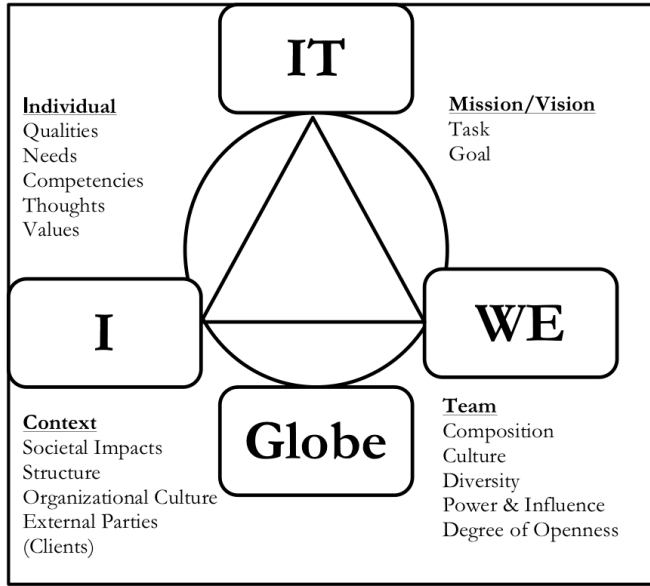 IT
Individual
Qualities
Needs
Competencies
Thoughts
Values
Mission/Vision
Task
Goal
I
WE
Globe
Context
Societal Impacts
Structure
Organizational Culture
External Parties
(Clients)
Team
Composition
Culture
Diversity
Power & Influence
Degree of Openness